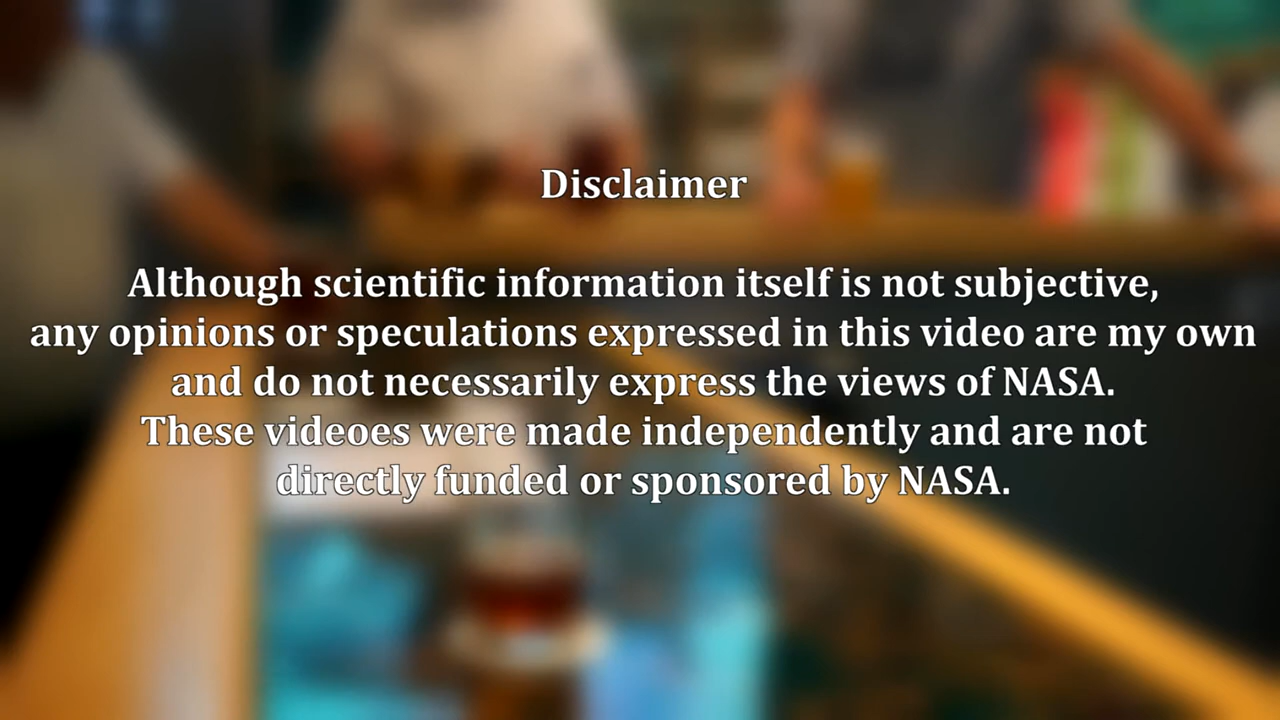 Disclaimer
Although scientific information itself is not subjective,
any opinions or speculations expressed in this video are my own
and do not necessarily express the views of NASA.
These videoes were made independently and are not
directly funded or sponsored by NASA.